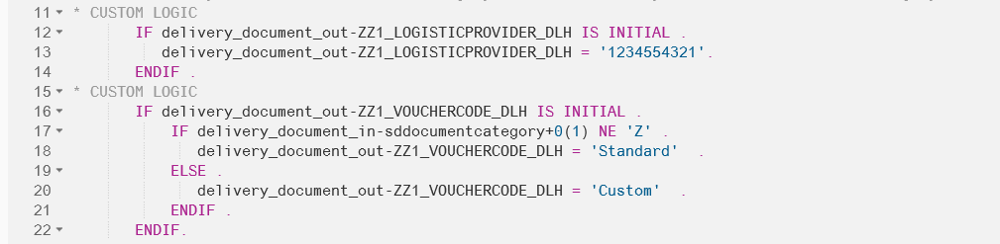 11 * CUSTOM LOGIC
12 IF delivery_document_out-ZZ1_LOGISTICPROVIDER_DLH IS INITIAL .
13 delivery_document_out-ZZ1_LOGISTICPROVIDER_DLH = '1234554321'.
14 ENDIF .
15 * CUSTOM LOGIC
16 IF delivery_document_out-ZZ1_VOUCHERCODE_DLH IS INITIAL .
17 IF delivery_document_in-sddocumentcategory+0(1) NE 'Z' .
18 delivery_document_out-ZZ1_VOUCHERCODE_DLH = 'Standard' .
19 ELSE .
20 delivery_document_out-ZZ1_VOUCHERCODE_DLH = 'Custom' .
21 ENDIF .
22 ENDIF.